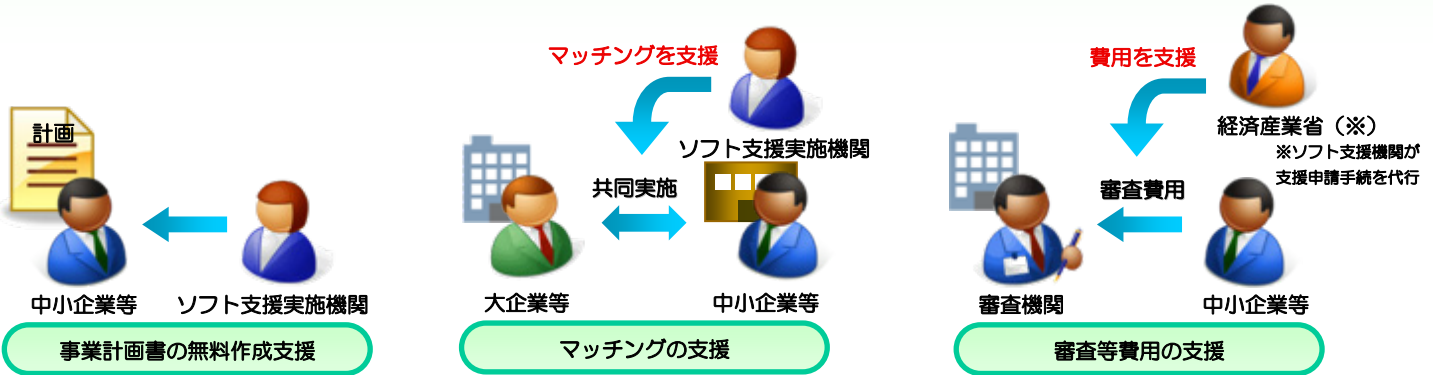 計画
中小企業等
ソフト支援実施機関
事業計画書の無料作成支援
マッチングを支援
ソフト支援実施機関
共同実施
大企業等
中小企業等
マッチングの支援
費用を支援
経済産業省（※）
※ソフト支援機関が
支援申請手続を代行
審査費用
審査機関
中小企業等
審査等費用の支援